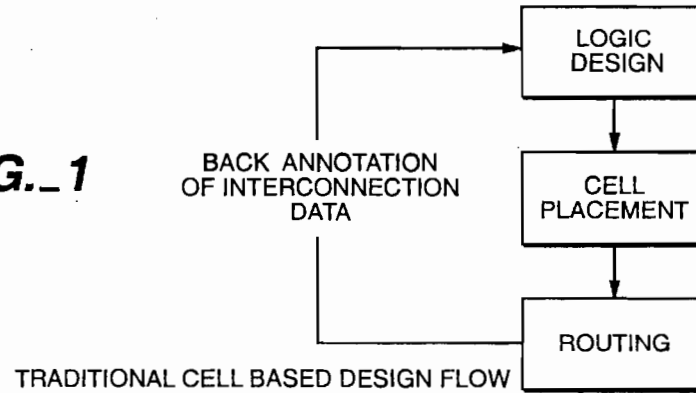 LOGIC
DESIGN
G._1
BACK ANNOTATION
OF INTERCONNECTION
DATA
CELL
PLACEMENT
ROUTING
TRADITIONAL CELL BASED DESIGN FLOW